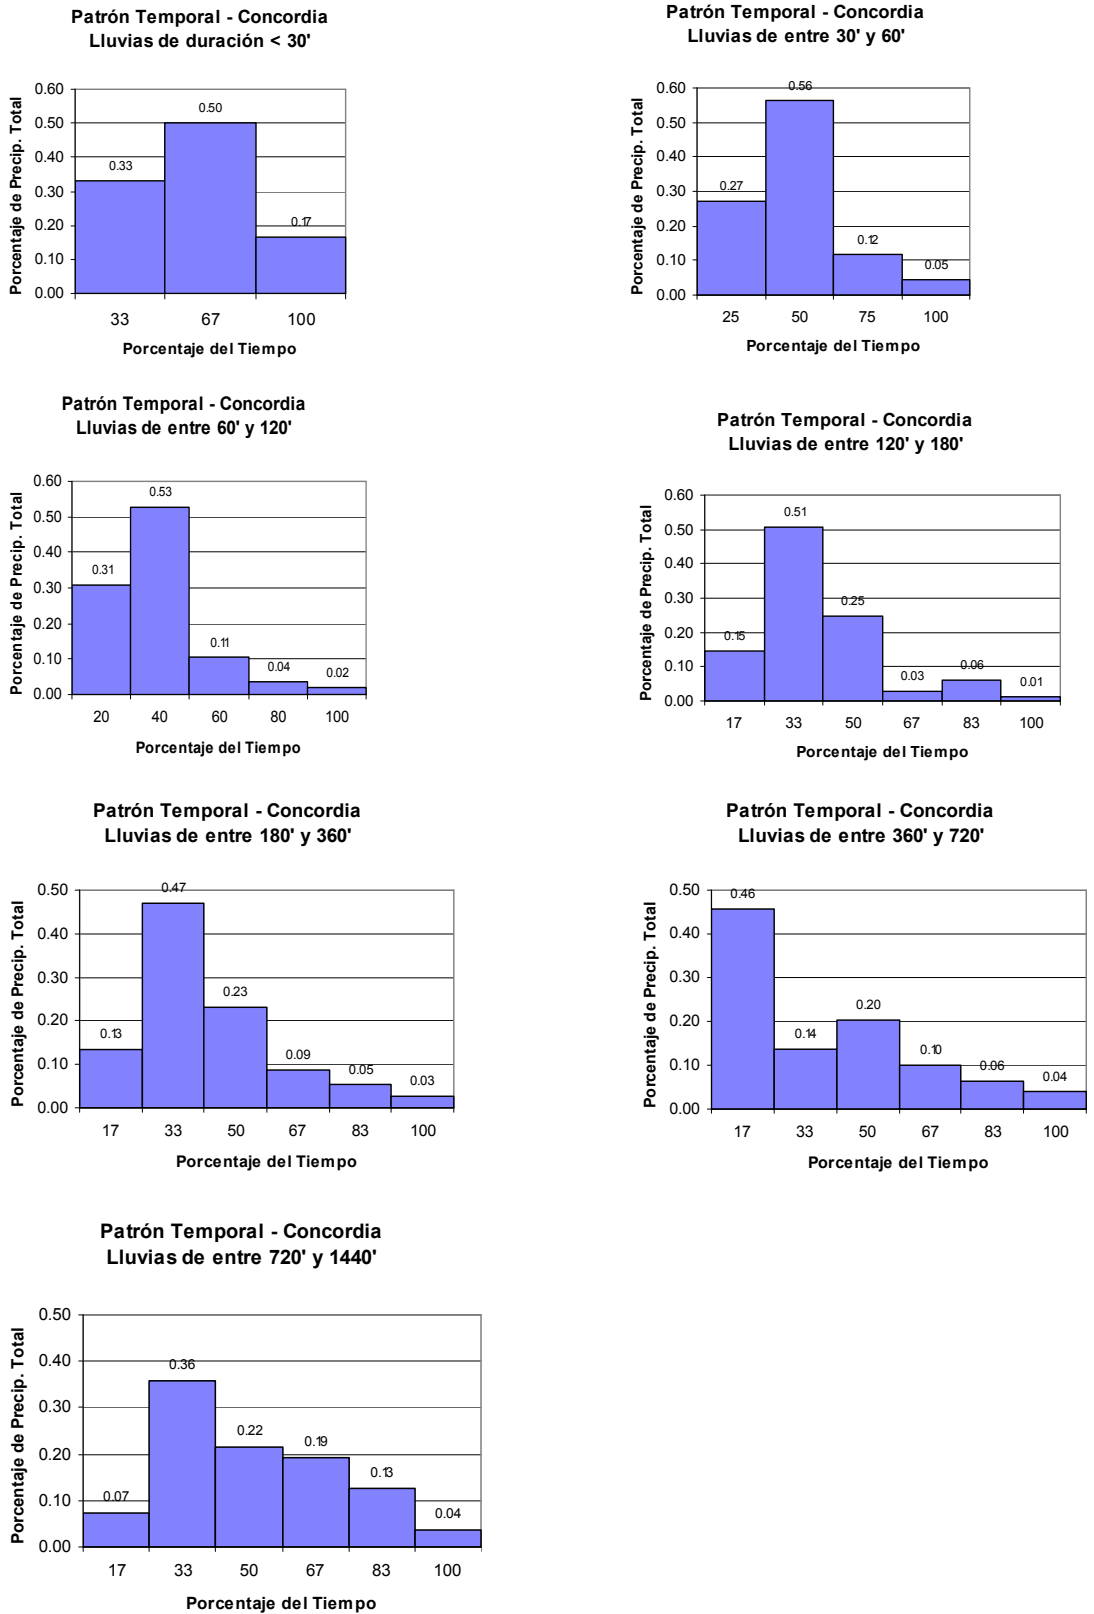 Patrón Temporal - Concordia
Lluvias de duración < 30'
Porcentaje de Precip. Total
0.60
0.50
0.40
0.30
0.20
0.10
0.00
0.33
0.50
0.17
33 67 100
Porcentaje del Tiempo
Patrón Temporal - Concordia
Lluvias de entre 30' y 60'
Porcentaje de Precip. Total
0.60
0.50
0.40
0.30
0.20
0.10
0.00
0.27
0.56
0.12
0.05
25 50 75 100
Porcentaje del Tiempo
Patrón Temporal - Concordia
Lluvias de entre 60' y 120'
Porcentaje de Precip. Total
0.60
0.50
0.40
0.30
0.20
0.10
0.00
0.31
0.53
0.11
0.04
0.02
20 40 60 80 100
Porcentaje del Tiempo
Patrón Temporal - Concordia
Lluvias de entre 120' y 180'
Porcentaje de Precip. Total
0.60
0.50
0.40
0.30
0.20
0.10
0.00
0.15
0.51
0.25
0.03
0.06
0.01
17 33 50 67 83 100
Porcentaje del Tiempo
Patrón Temporal - Concordia
Lluvias de entre 180' y 360'
Porcentaje de Precip. Total
0.50
0.40
0.30
0.20
0.10
0.00
0.13
0.47
0.23
0.09
0.05
0.03
17 33 50 67 83 100
Porcentaje del Tiempo
Patrón Temporal - Concordia
Lluvias de entre 360' y 720'
Porcentaje de Precip. Total
0.50
0.40
0.30
0.20
0.10
0.00
0.46
0.14
0.20
0.10
0.06
0.04
17 33 50 67 83 100
Porcentaje del Tiempo
Patrón Temporal - Concordia
Lluvias de entre 720' y 1440'
Porcentaje de Precip. Total
0.50
0.40
0.30
0.20
0.10
0.00
0.07
0.36
0.22
0.19
0.13
0.04
17 33 50 67 83 100
Porcentaje del Tiempo